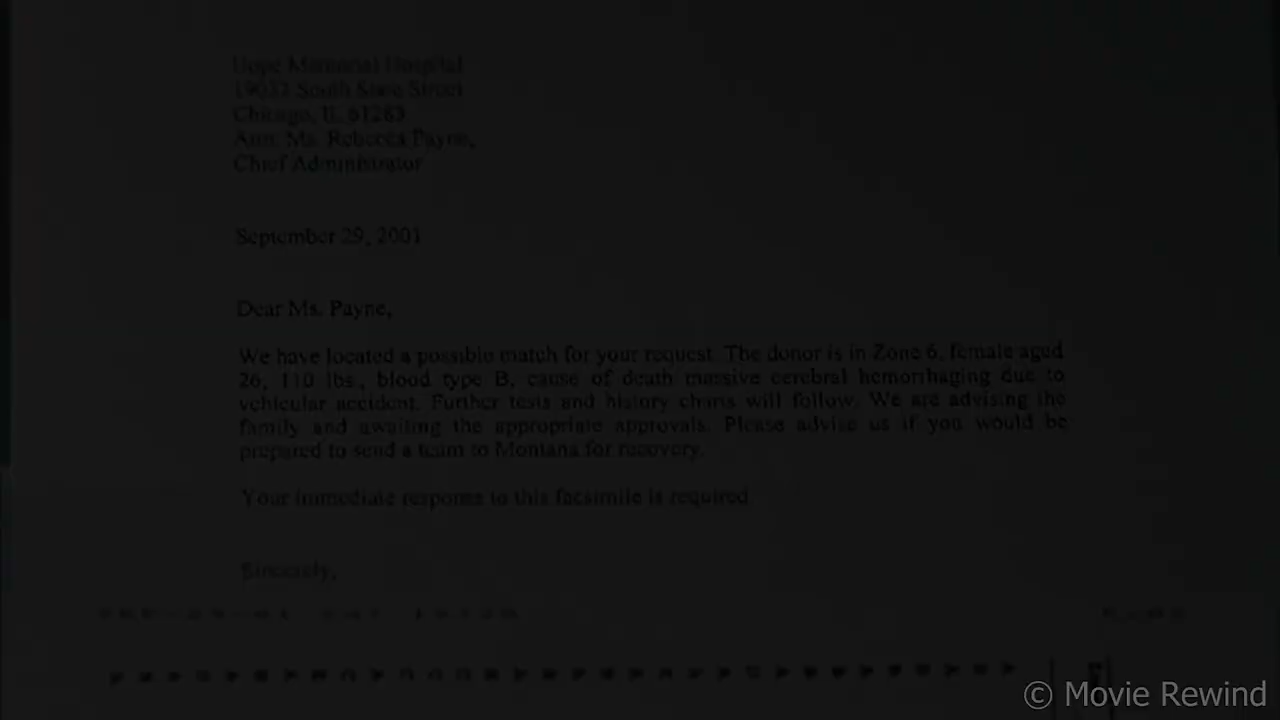 Hope Memorial Hospital
19033 South State Street
Chicago, IL 61263
Attn: Ms. Rebecca Payne,
Chief Administrator
September 29, 2001
Dear Ms. Payne,
We have located a possible match for your request. The donor is in Zone 6, female aged
26, 110 lbs., blood type B, cause of death massive cerebral hemorrhaging due to
vehicular accident. Further tests and history charts will follow. We are advising the
family and awaiting the appropriate approvals. Please advise us if you would be
prepared to send a team to Montana for recovery.
Your immediate response to this facsimile is required
Sincerely,
© Movie Rewind